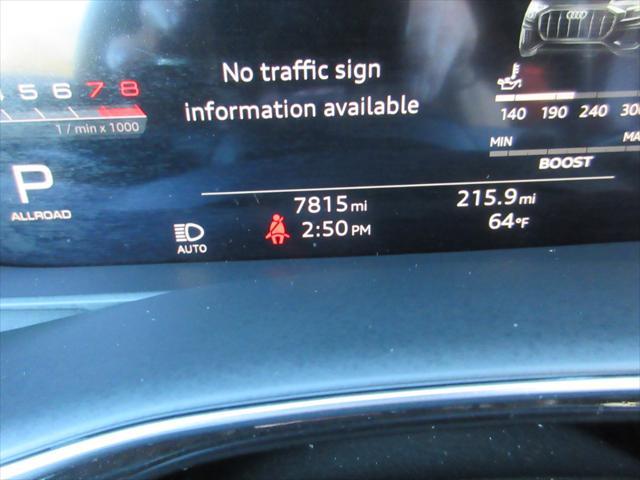 No traffic sign
information available
5 6 7 8
1 / min x 1000
140 190 240
MIN
BOOST
P
ALLROAD
7815 mi
215.9 mi
AUTO
2:50 PM
64°F